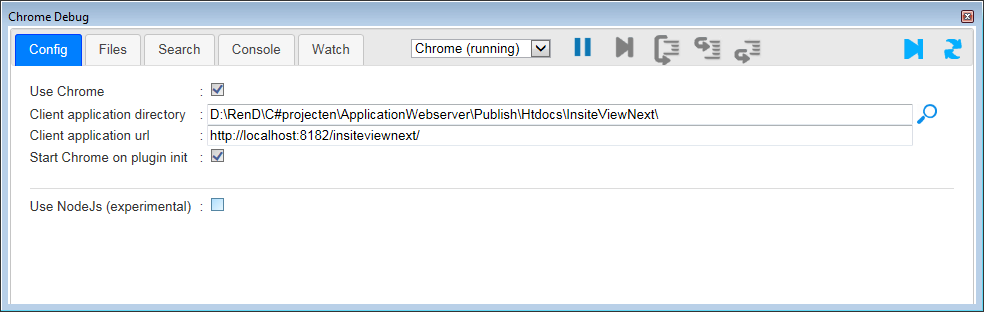 Chrome Debug
Config Files Search Console Watch Chrome (running)
Use Chrome :
Client application directory : D:\RenD\C#projecten\ApplicationWebserver\Publish\Htdocs\InsiteViewNext\
Client application url : http://localhost:8182/insiteviewnext/
Start Chrome on plugin init :
Use NodeJs (experimental) :